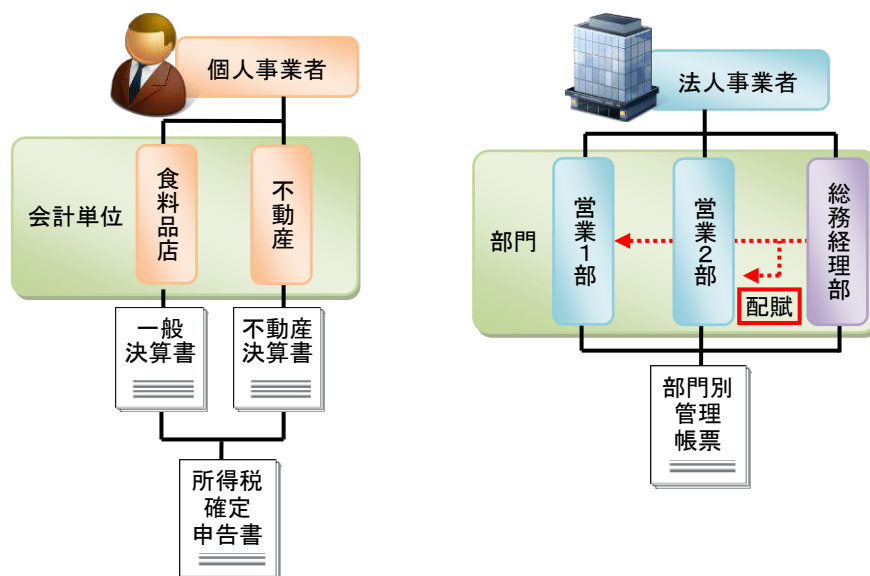 個人事業者
会計単位
食料品店
不動産
一般
決算書
不動産
決算書
所得税
確定
申告書
法人事業者
部門
営業1部
営業2部
総務経理部
配賦
部門別
管理
帳票